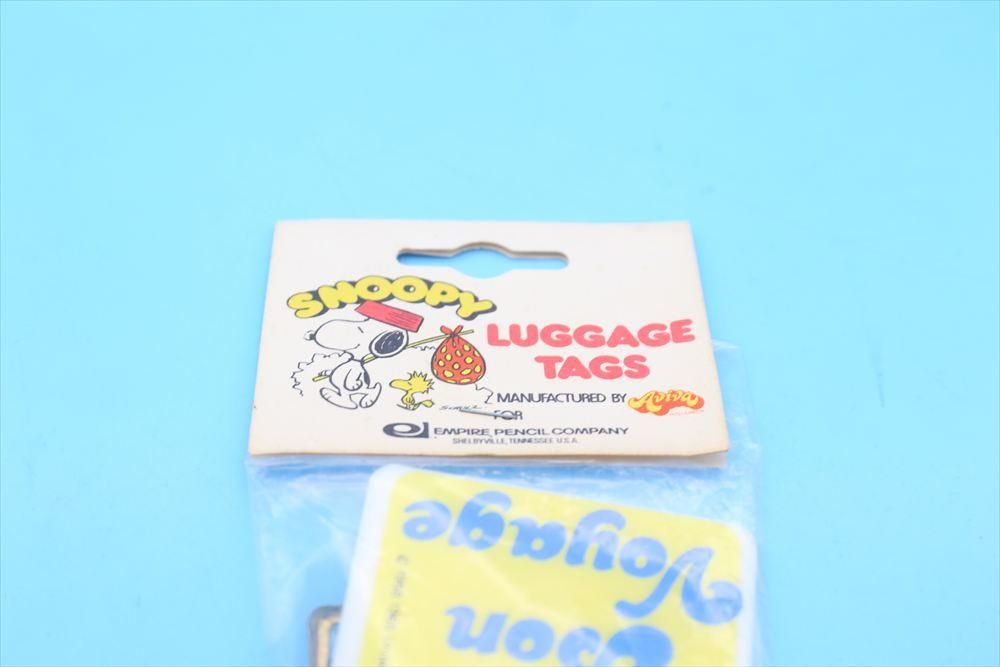 SNOOPY
LUGGAGE
TAGS
MANUFACTURED BY Aviva
FOR
EMPIRE PENCIL COMPANY
SHELBYVILLE, TENNESSEE U.S.A.
Bon
Voyage